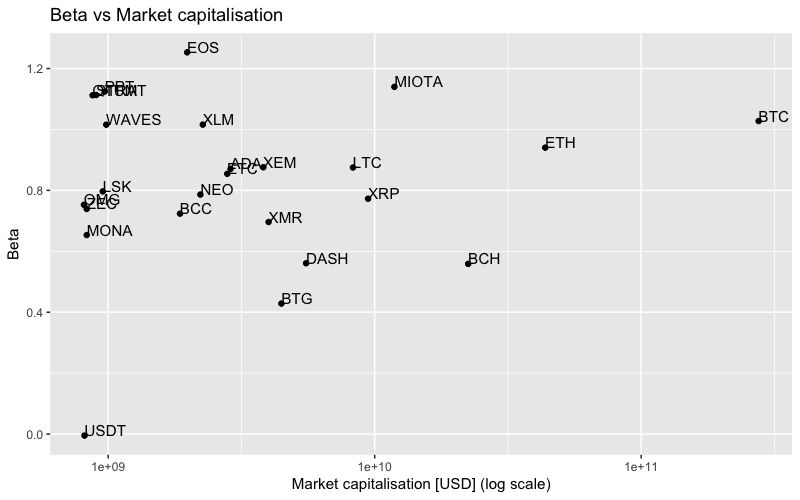 Beta vs Market capitalisation
EOS
1.2
MIOTA
PPT
BTC
WAVES
XLM
ETH
ADA
XEM
LTC
ETC
LSK
0.8
NEO
XRP
OMG
ZEC
BCC
XMR
MONA
DASH
BCH
Beta
BTG
0.4
USDT
0.0
1e+09
1e+10
1e+11
Market capitalisation [USD] (log scale)